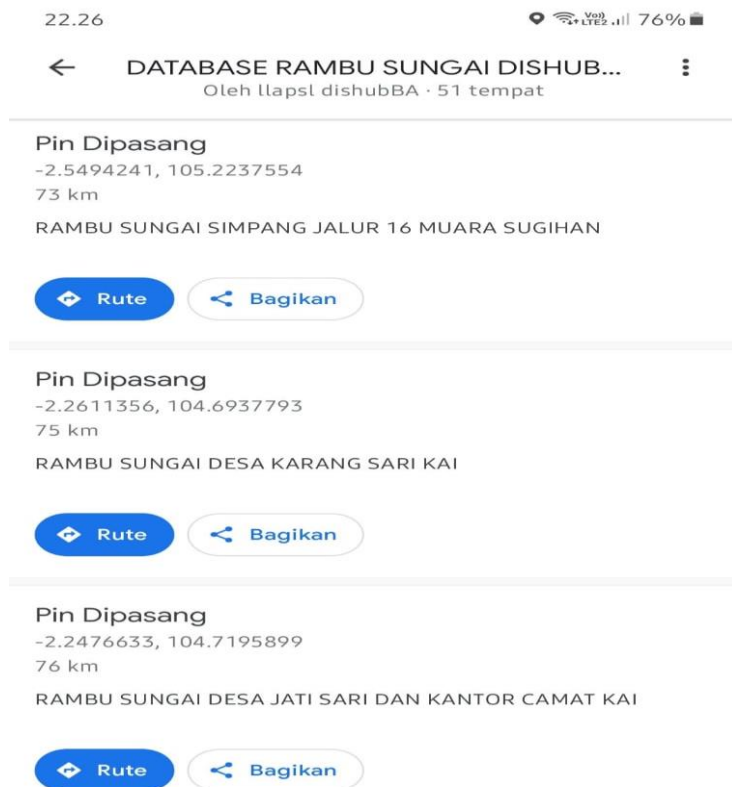 22.26
Vo)) LTE2 76%
DATABASE RAMBU SUNGAI DISHUB...
Oleh llapsl dishubBA · 51 tempat
Pin Dipasang
-2.5494241, 105.2237554
73 km
RAMBU SUNGAI SIMPANG JALUR 16 MUARA SUGIHAN
Rute Bagikan
Pin Dipasang
-2.2611356, 104.6937793
75 km
RAMBU SUNGAI DESA KARANG SARI KAI
Rute Bagikan
Pin Dipasang
-2.2476633, 104.7195899
76 km
RAMBU SUNGAI DESA JATI SARI DAN KANTOR CAMAT KAI
Rute Bagikan